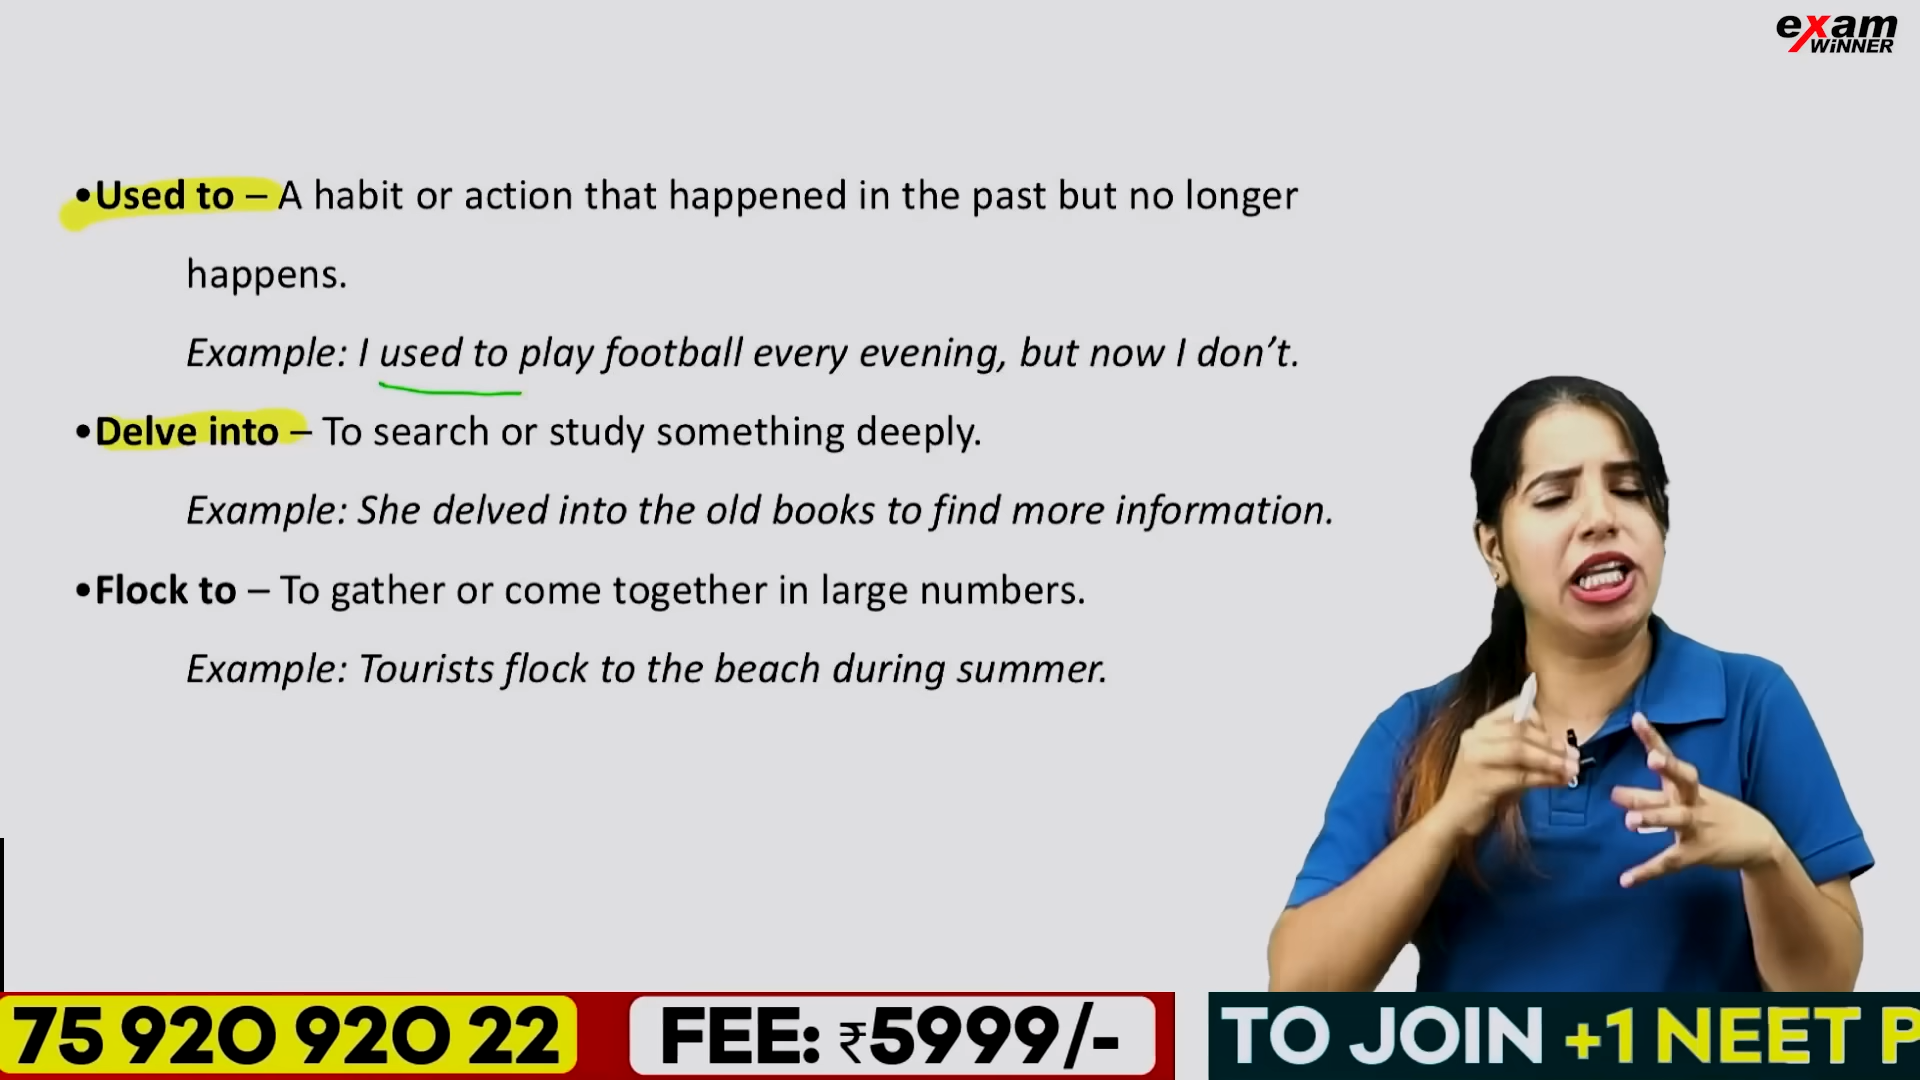 exam
WiNNER
•Used to – A habit or action that happened in the past but no longer
happens.
Example: I used to play football every evening, but now I don’t.
•Delve into – To search or study something deeply.
Example: She delved into the old books to find more information.
•Flock to – To gather or come together in large numbers.
Example: Tourists flock to the beach during summer.
75 920 920 22
FEE: ₹5999/-
TO JOIN +1 NEET P